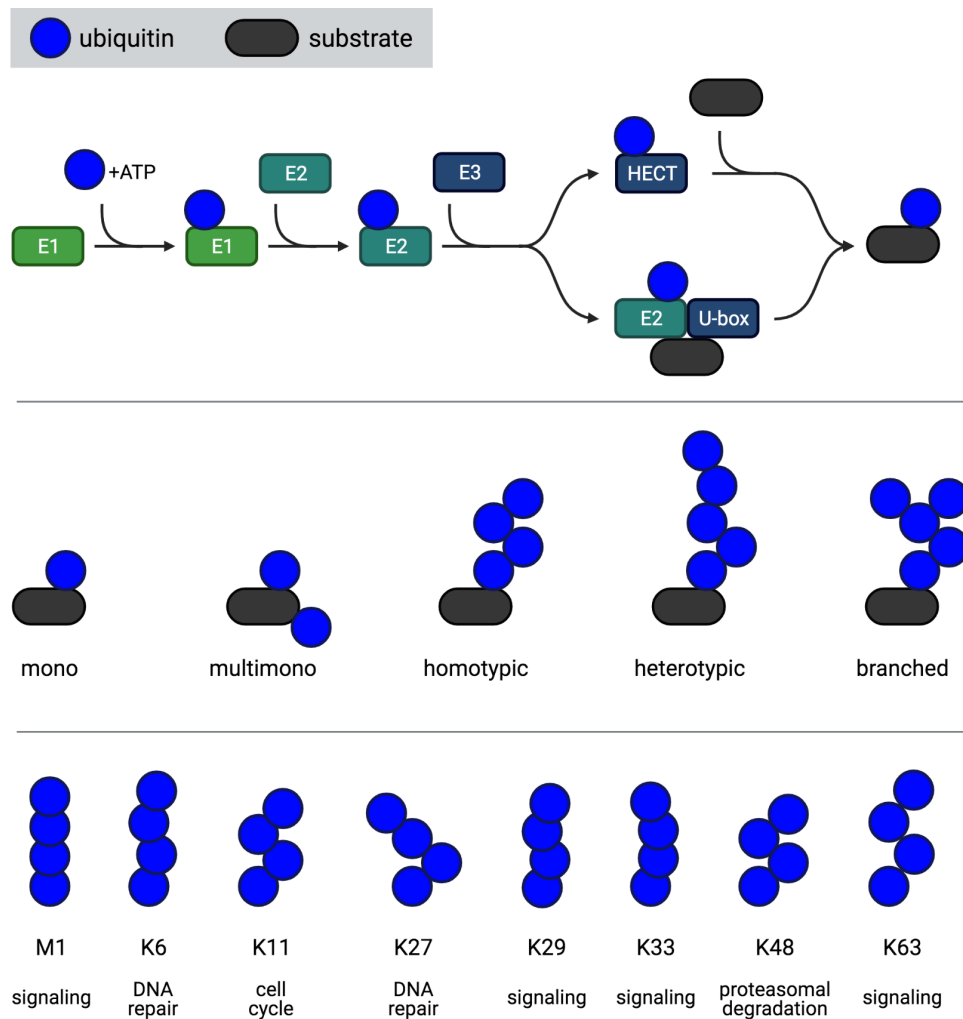 ubiquitin substrate
+ATP
E2
E3
HECT
E1
E1
E2
E2
U-box
mono multimono homotypic heterotypic branched
M1 K6 K11 K27 K29 K33 K48 K63
signaling DNA repair cell cycle DNA repair signaling signaling proteasomal degradation signaling